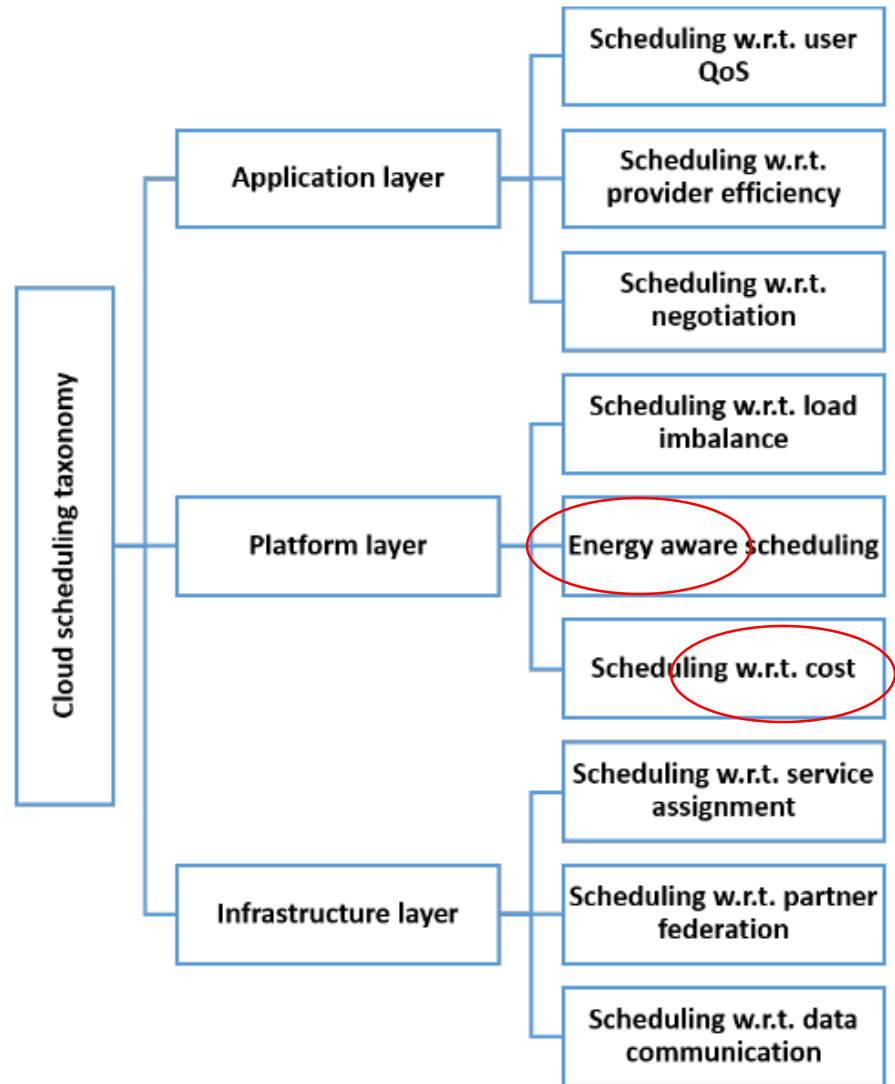 Cloud scheduling taxonomy
Application layer
Scheduling w.r.t. user
QoS
Scheduling w.r.t.
provider efficiency
Scheduling w.r.t.
negotiation
Platform layer
Scheduling w.r.t. load
imbalance
Energy aware scheduling
Scheduling w.r.t. cost
Infrastructure layer
Scheduling w.r.t. service
assignment
Scheduling w.r.t. partner
federation
Scheduling w.r.t. data
communication